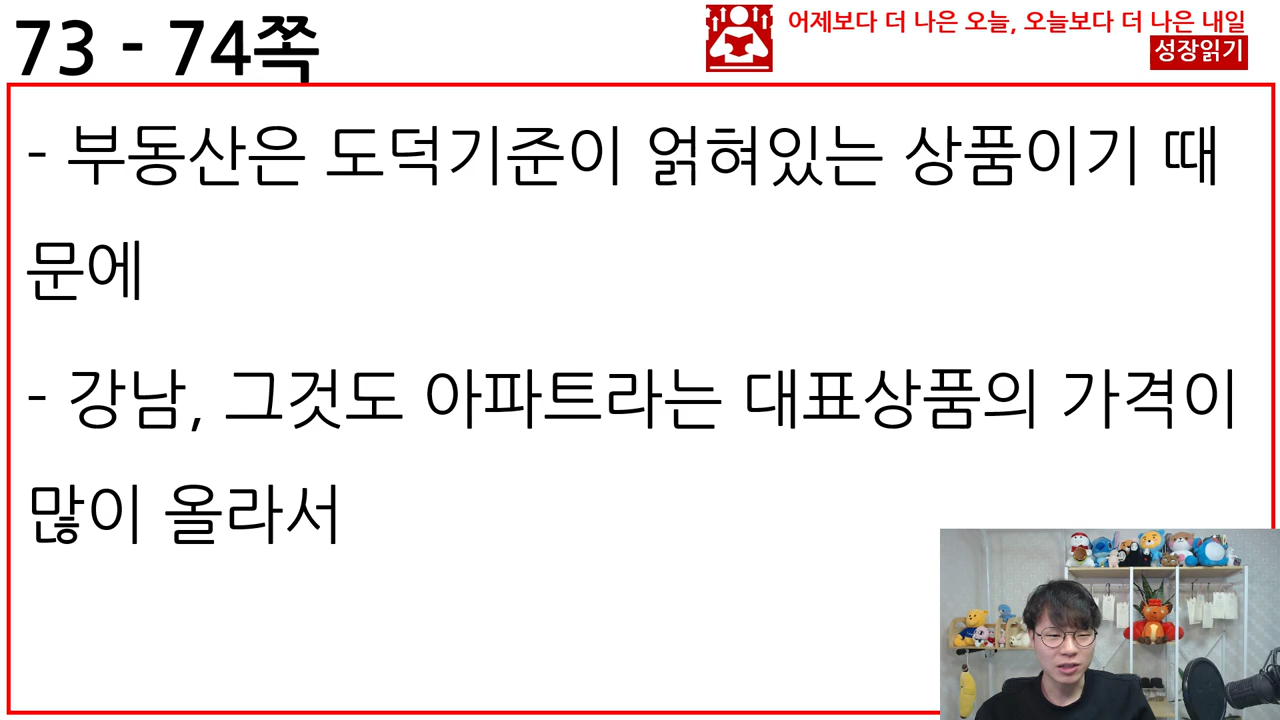 73 - 74쪽
어제보다 더 나은 오늘, 오늘보다 더 나은 내일
성장읽기
- 부동산은 도덕기준이 얽혀있는 상품이기 때
문에
- 강남, 그것도 아파트라는 대표상품의 가격이
많이 올라서